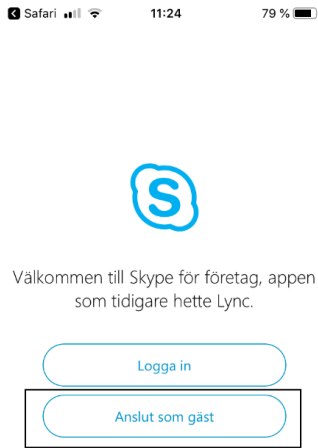 Safari 11:24 79 %
S
Välkommen till Skype för företag, appen
som tidigare hette Lync.
Logga in
Anslut som gäst